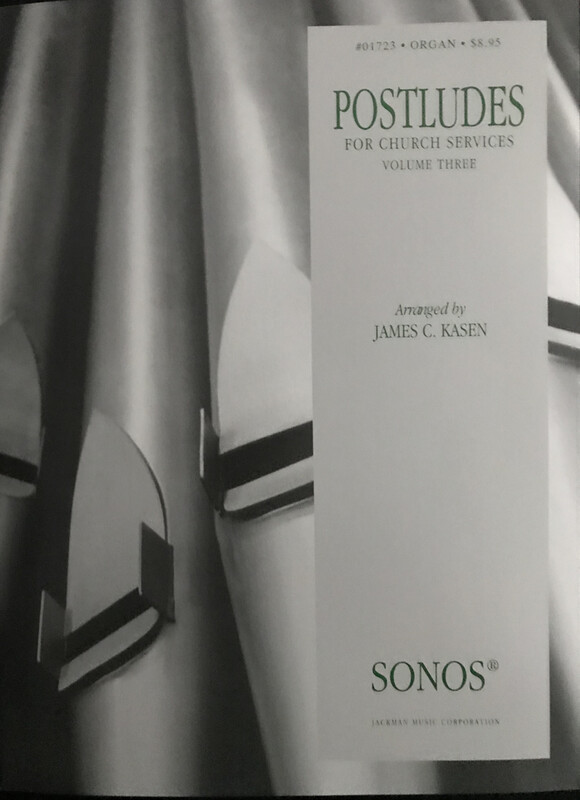 #01723 • ORGAN • $8.95
POSTLUDES
FOR CHURCH SERVICES
VOLUME THREE
Arranged by
JAMES C. KASEN
SONOS®
JACKMAN MUSIC CORPORATION